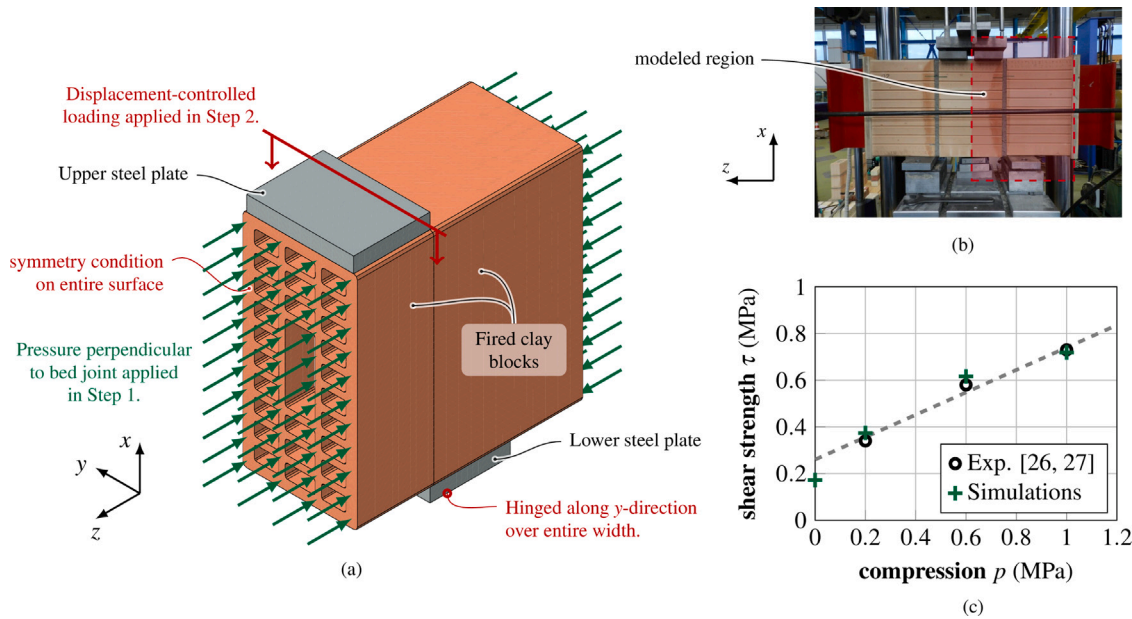 Displacement-controlled
loading applied in Step 2.
Upper steel plate
symmetry condition
on entire surface
Pressure perpendicular
to bed joint applied
in Step 1.
Fired clay
blocks
Lower steel plate
Hinged along y-direction
over entire width.
x
y
z
(a)
modeled region
x
z
(b)
shear strength τ (MPa)
1
0.8
0.6
0.4
0.2
0
Exp. [26, 27]
Simulations
0 0.2 0.4 0.6 0.8 1 1.2
compression p (MPa)
(c)